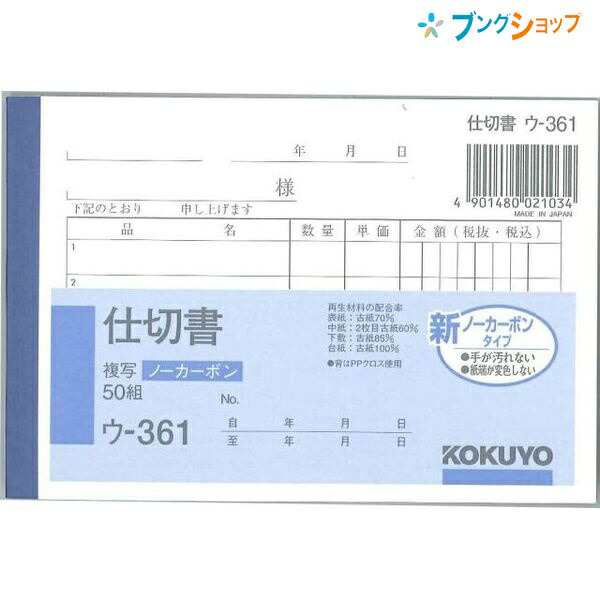 ブングショップ
仕切書 ウ-361
年 月 日
様
4 901480 021034
MADE IN JAPAN
下記のとおり 申し上げます
品 名 数量 単価 金額(税抜・税込)
1
2
仕切書
複写 ノーカーボン
50組
ウ-361
再生材料の配合率
表紙:古紙70%
中紙:2枚目古紙60%
下敷:古紙85%
台紙:古紙100%
●背はPPクロス使用
No.
自 年 月 日
至 年 月 日
新ノーカーボン
タイプ
●手が汚れない
●紙端が変色しない
KOKUYO